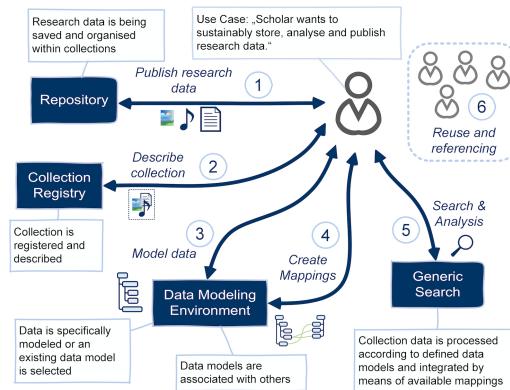 Research data is being
saved and organised
within collections
Use Case: „Scholar wants to
sustainably store, analyse and publish
research data.“
Publish research
data
1
Repository
6
Reuse and
referencing
Describe
collection
2
Collection
Registry
Collection is
registered and
described
3
Model data
4
Create
Mappings
5
Search &
Analysis
Data Modeling
Environment
Generic
Search
Data is specifically
modeled or an
existing data model
is selected
Data models are
associated with others
Collection data is processed
according to defined data
models and integrated by
means of available mappings